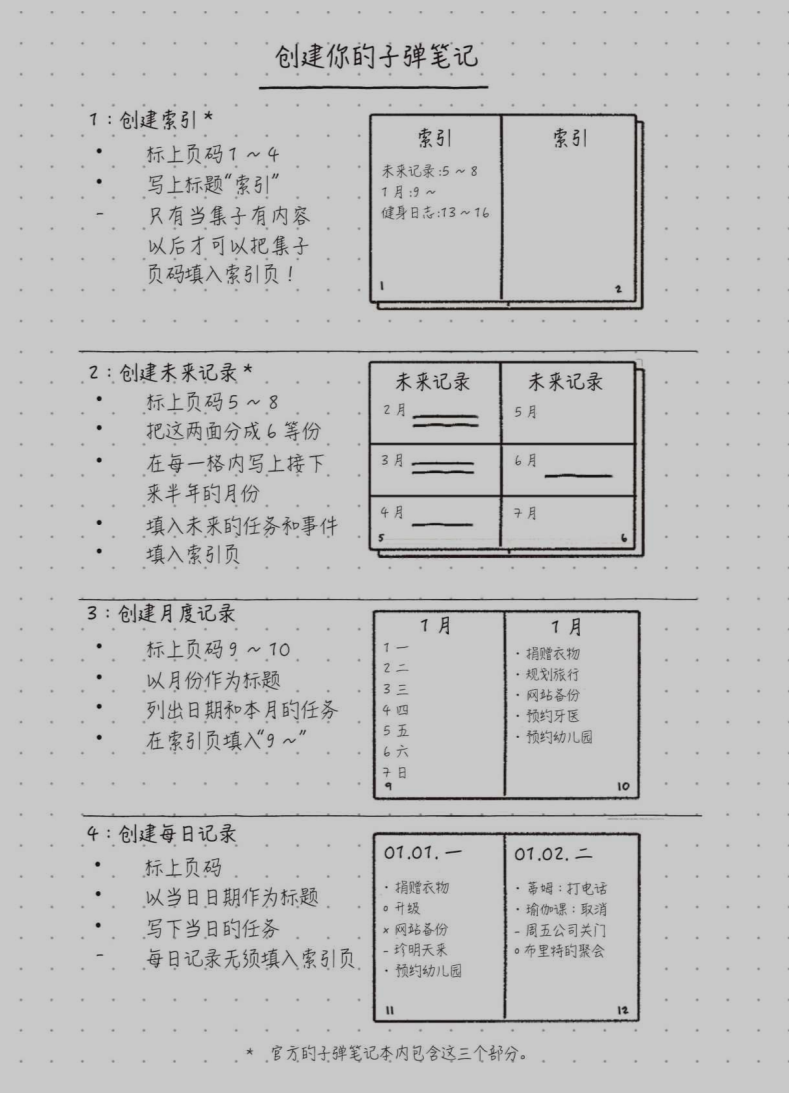 创建你的子弹笔记
1：创建索引*
• 标上页码1～4
• 写上标题“索引”
- 只有当集子有内容
以后才可以把集子
页码填入索引页！
索引
未来记录:5～8
1月:9～
健身日志:13～16
1
索引
2
2：创建未来记录*
• 标上页码5～8
• 把这两面分成6等份
• 在每一格内写上接下
来半年的月份
• 填入未来的任务和事件
• 填入索引页
未来记录
2月
3月
4月
5
未来记录
5月
6月
7月
6
3：创建月度记录
• 标上页码9～10
• 以月份作为标题
• 列出日期和本月的任务
• 在索引页填入“9～”
1月
1 一
2 二
3 三
4 四
5 五
6 六
7 日
9
1月
· 捐赠衣物
· 规划旅行
· 网站备份
· 预约牙医
· 预约幼儿园
10
4：创建每日记录
• 标上页码
• 以当日日期作为标题
• 写下当日的任务
- 每日记录无须填入索引页
01.01.一
· 捐赠衣物
o 升级
× 网站备份
- 珍明天来
· 预约幼儿园
11
01.02.二
· 蒂姆：打电话
· 瑜伽课：取消
- 周五公司关门
o 布里特的聚会
12
* 官方的子弹笔记本内包含这三个部分。